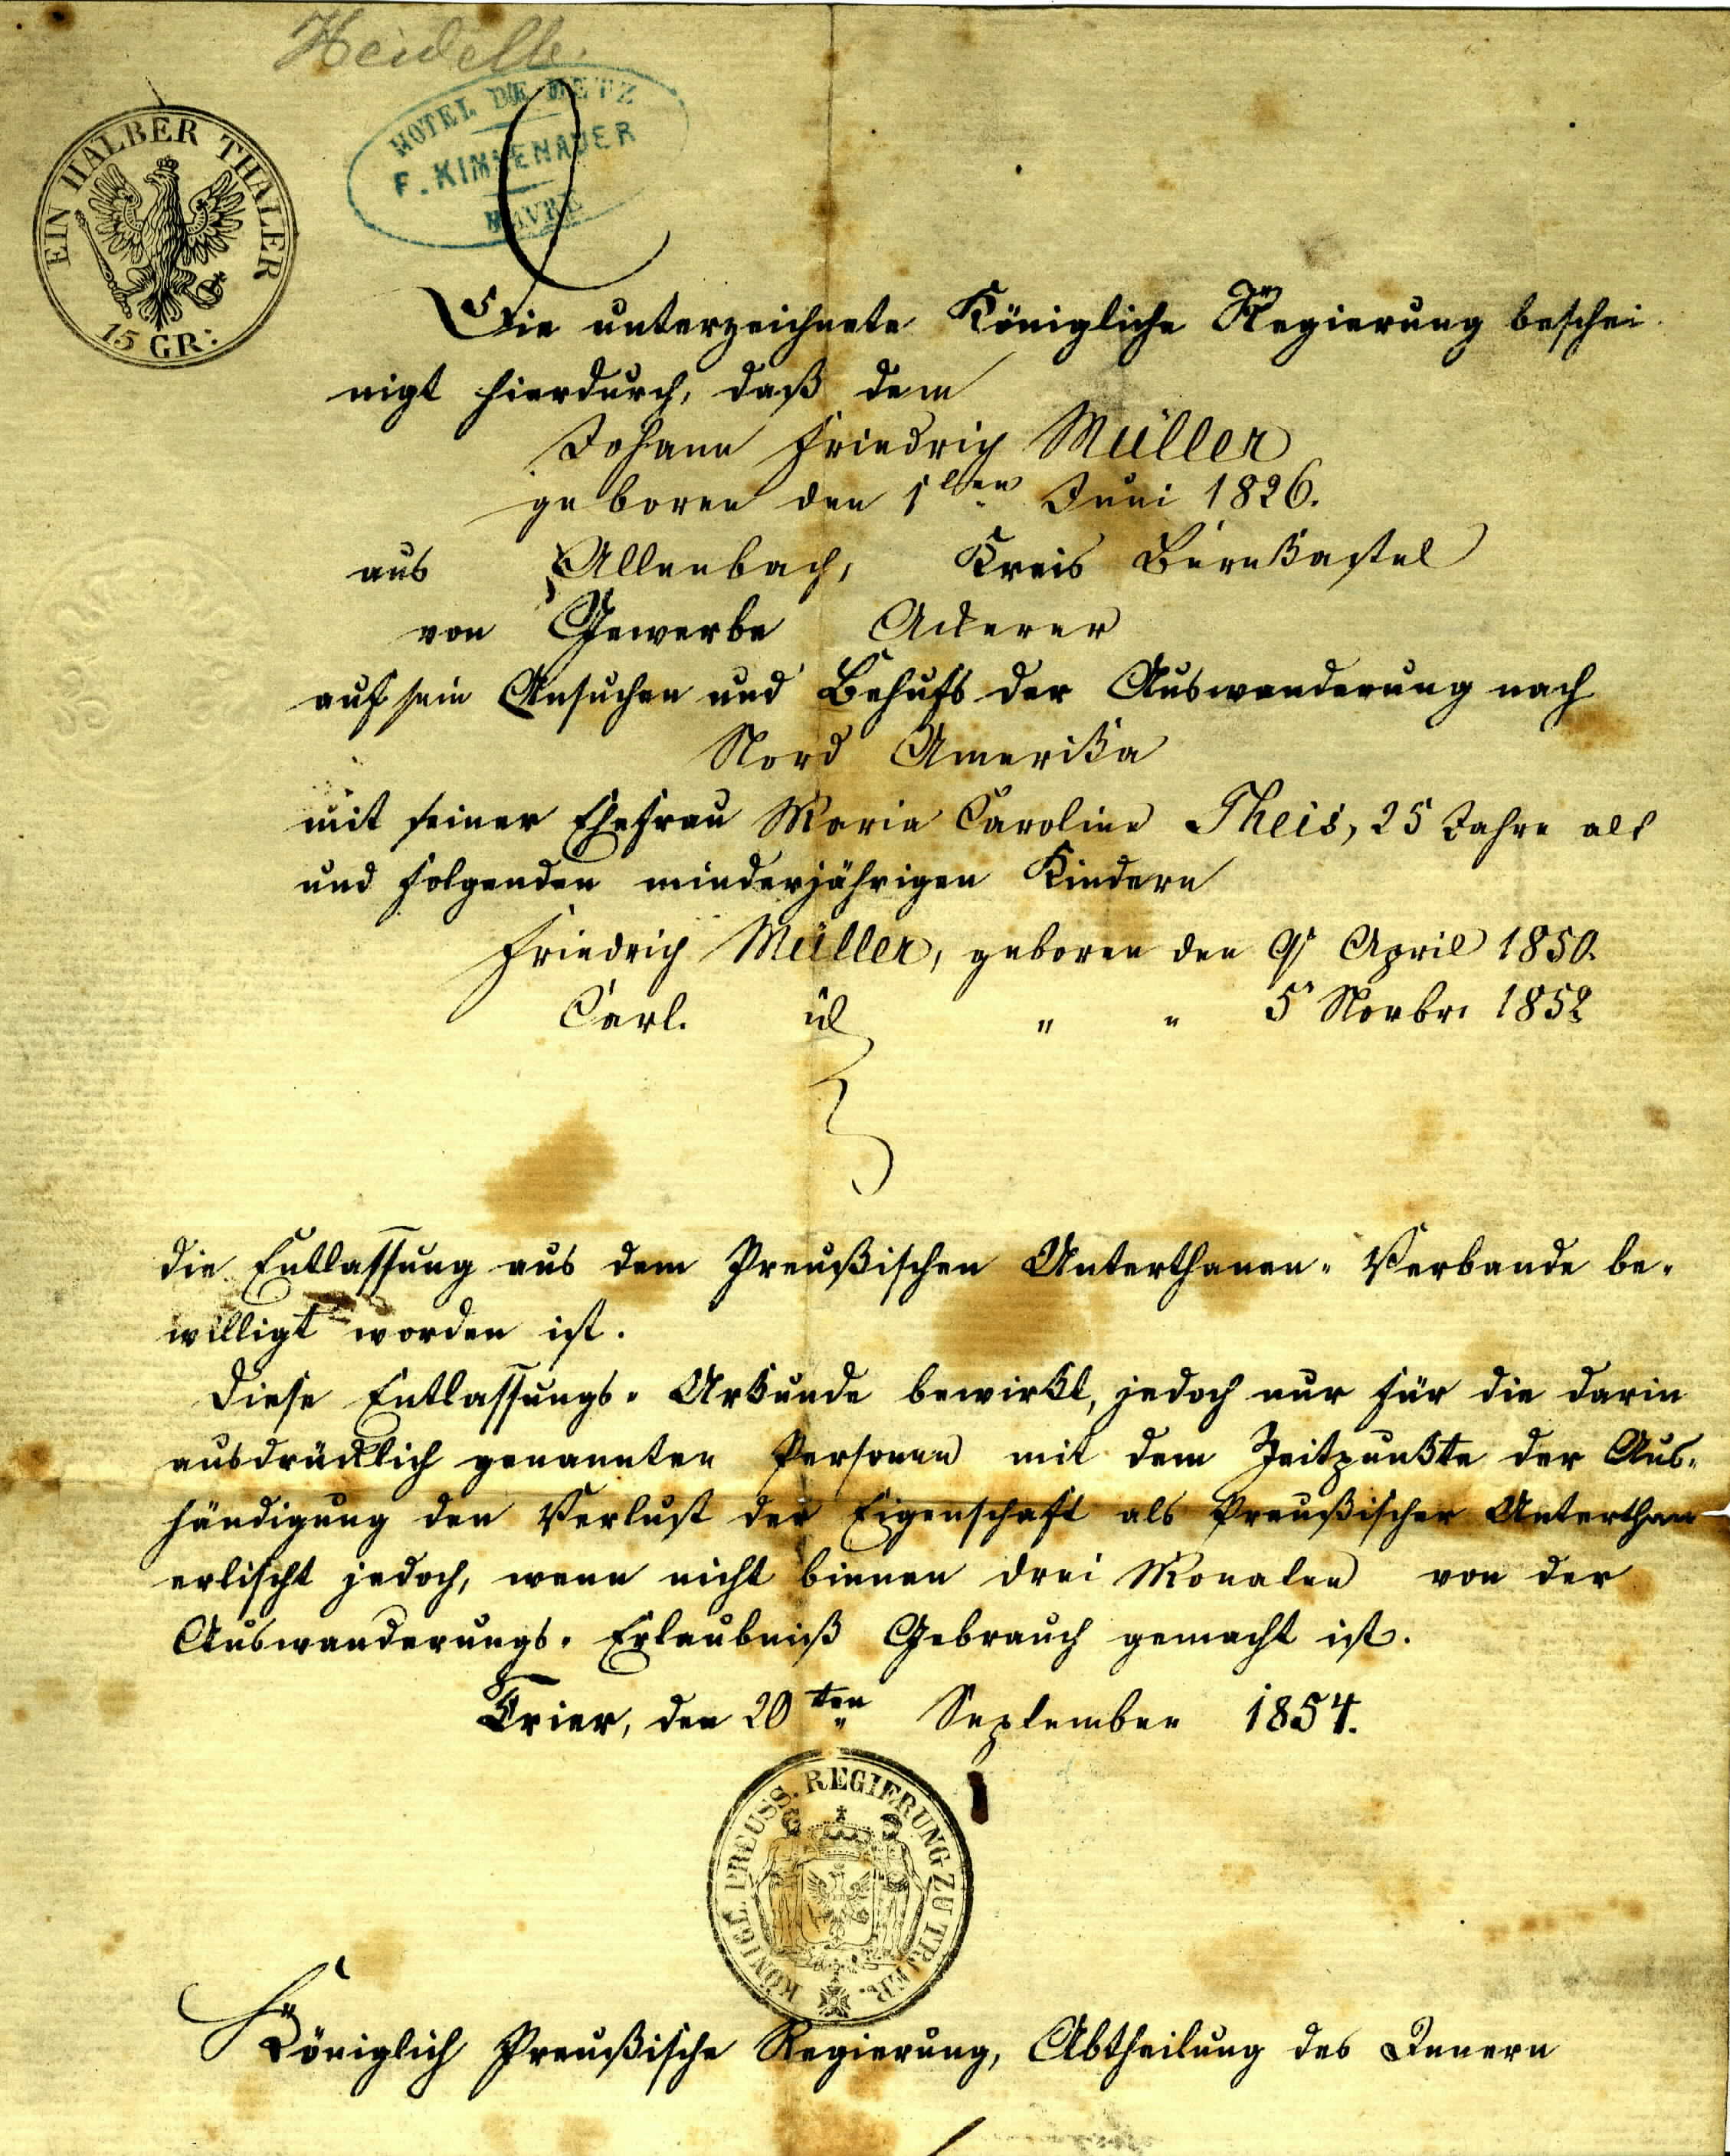 HOTEL DE METZ
F. KIMMENAUER
HAVRE
EIN HALBER THALER
15 GR:
Die unterzeichnete Königliche Regierung beschei-
nigt hierdurch, daß dem
Johann Friedrich Müller
geboren den 1ten Juni 1826.
aus Allenbach, Kreis Bernkastel
von Gewerbe Ackerer
auf sein Ansuchen und Behufs der Auswanderung nach
Nord Amerika
mit seiner Ehefrau Maria Caroline Theis, 25 Jahre alt
und folgenden minderjährigen Kindern
Friedrich Müller, geboren den 9 April 1850.
Carl. id " " 5 Novbr. 1852
die Entlassung aus dem Preußischen Unterthanen-Verbande be-
willigt worden ist.
Diese Entlassungs-Urkunde bewirkt, jedoch nur für die darin
ausdrücklich genannten Personen mit dem Zeitpunkte der Aus-
händigung den Verlust der Eigenschaft als Preußischer Unterthan
erlischt jedoch, wenn nicht binnen drei Monaten von der
Auswanderungs-Erlaubniß Gebrauch gemacht ist.
Trier, den 20ten September 1854.
KÖNIGL. PREUSS. REGIERUNG ZU TRIER.
Königlich Preußische Regierung, Abtheilung des Innern